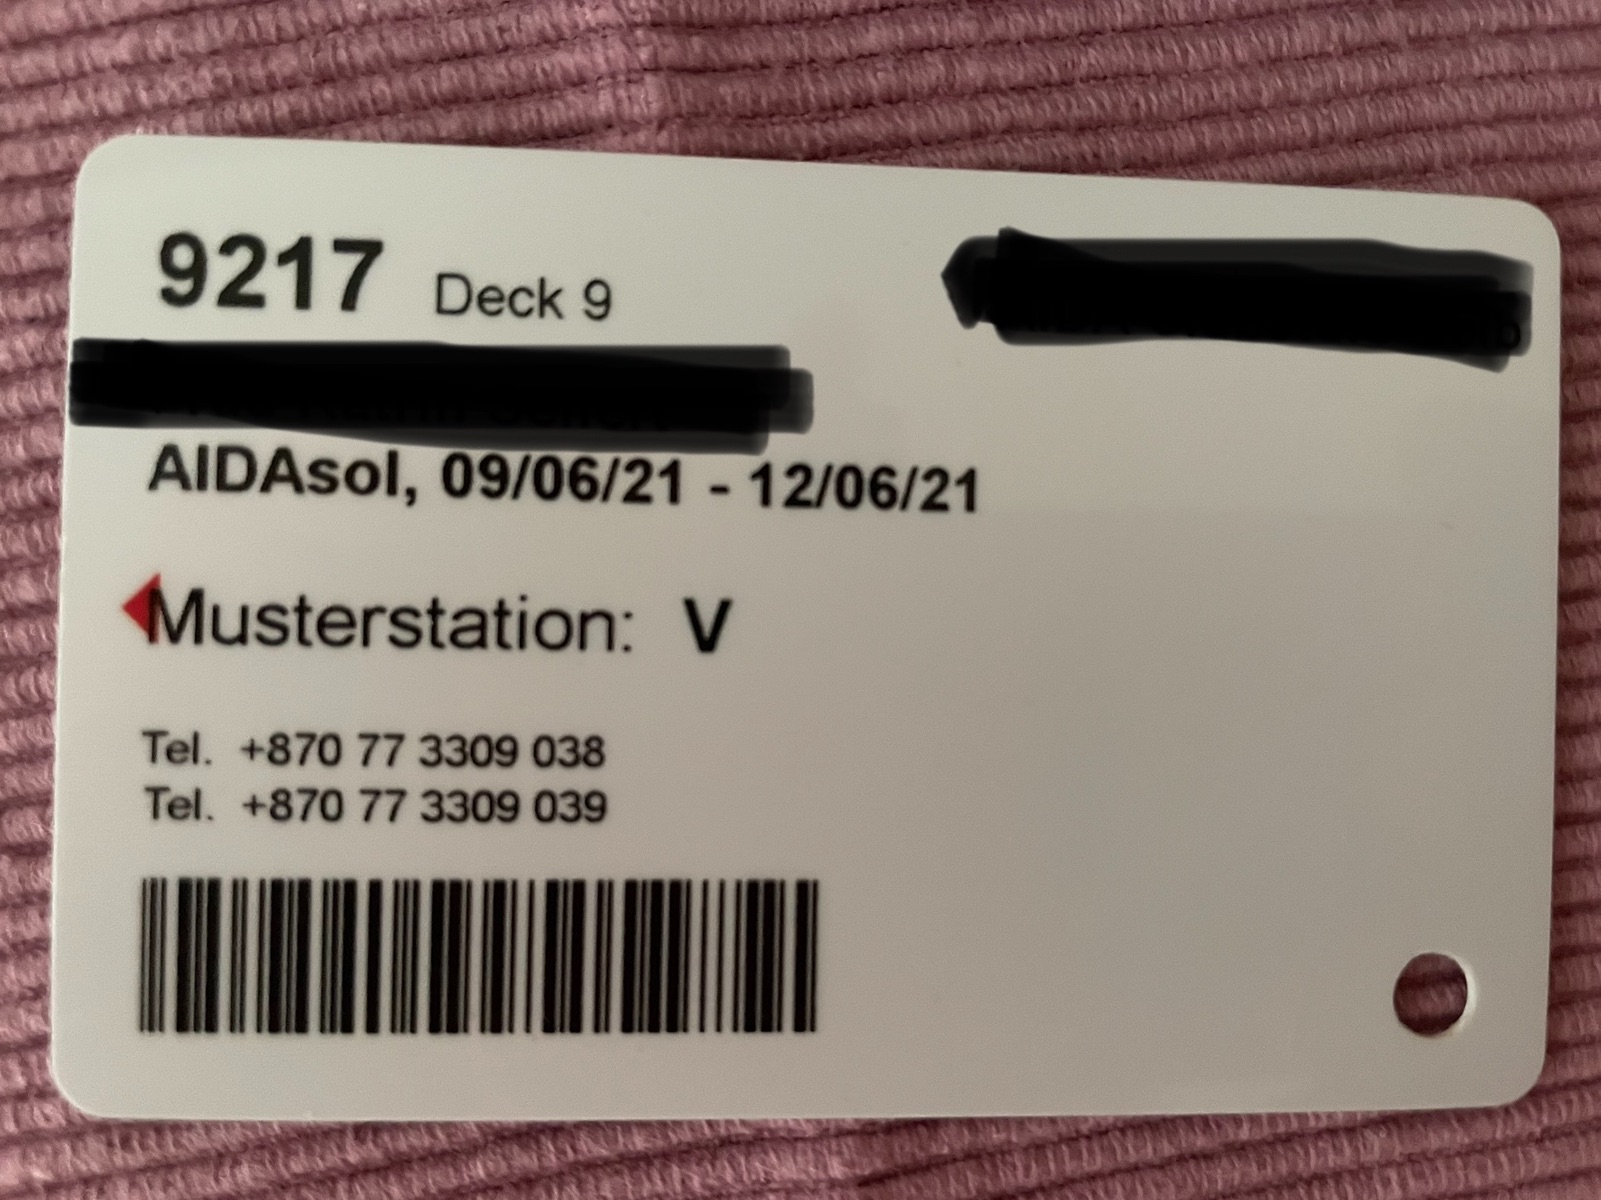 9217 Deck 9
AIDAsol, 09/06/21 - 12/06/21
Musterstation: V
Tel. +870 77 3309 038
Tel. +870 77 3309 039